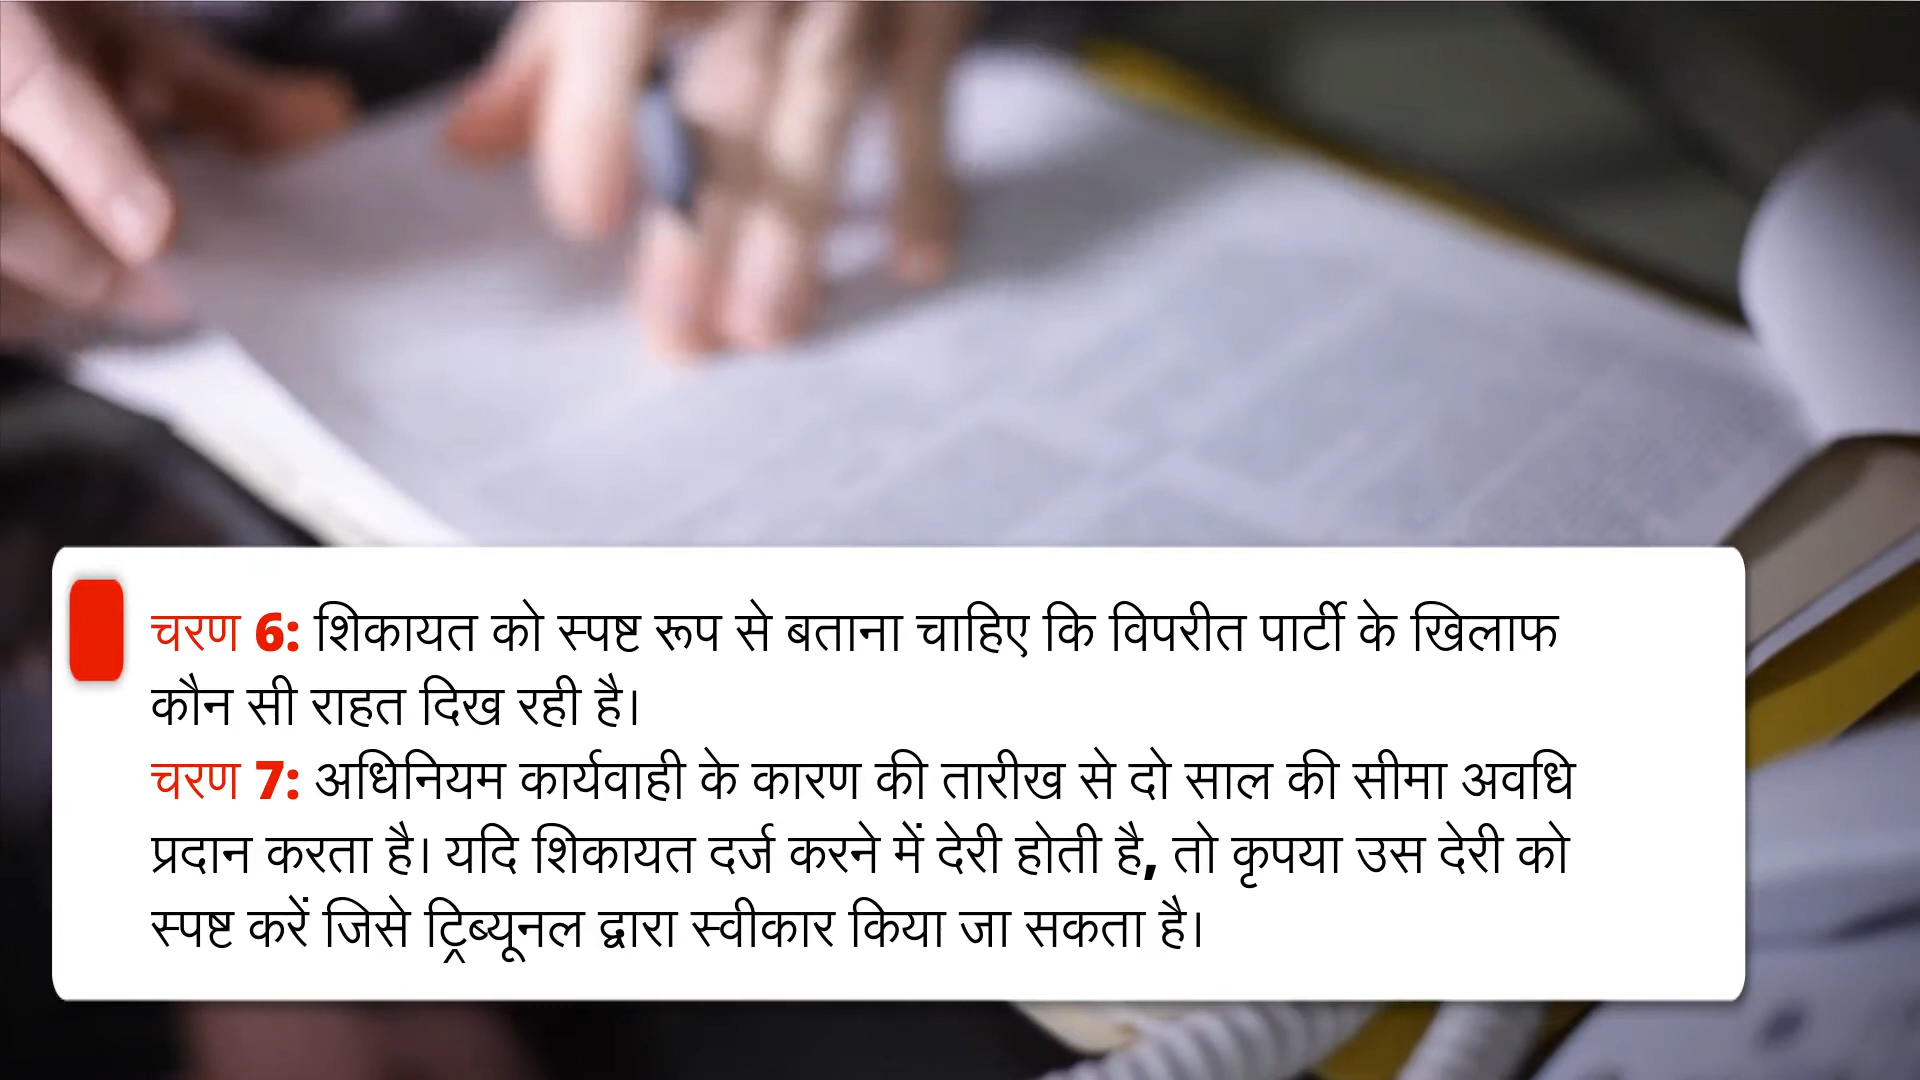 चरण 6: शिकायत को स्पष्ट रूप से बताना चाहिए कि विपरीत पार्टी के खिलाफ
कौन सी राहत दिख रही है।
चरण 7: अधिनियम कार्यवाही के कारण की तारीख से दो साल की सीमा अवधि
प्रदान करता है। यदि शिकायत दर्ज करने में देरी होती है, तो कृपया उस देरी को
स्पष्ट करें जिसे ट्रिब्यूनल द्वारा स्वीकार किया जा सकता है।